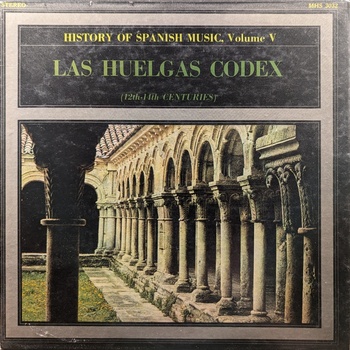 STEREO
MHS 3032
HISTORY OF SPANISH MUSIC, Volume V
LAS HUELGAS CODEX
(12th-14th CENTURIES)